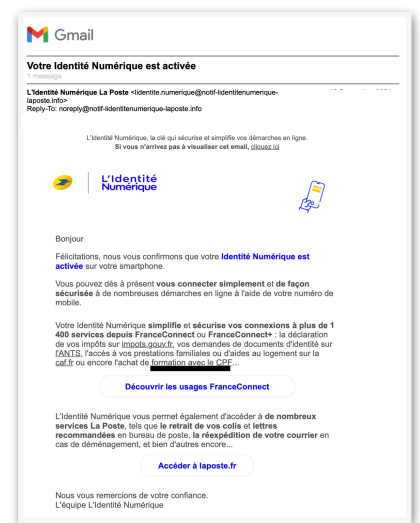 Gmail
Votre Identité Numérique est activée
1 message
L'Identité Numérique La Poste <lidentite.numerique@notif-lidentitenumerique-
laposte.info>
Reply-To: noreply@notif-lidentitenumerique-laposte.info
L'Identité Numérique, la clé qui sécurise et simplifie vos démarches en ligne.
Si vous n'arrivez pas à visualiser cet email, cliquez ici
L'Identité
Numérique
Bonjour
Félicitations, nous vous confirmons que votre Identité Numérique est
activée sur votre smartphone.
Vous pouvez dès à présent vous connecter simplement et de façon
sécurisée à de nombreuses démarches en ligne à l'aide de votre numéro de
mobile.
Votre Identité Numérique simplifie et sécurise vos connexions à plus de 1
400 services depuis FranceConnect ou FranceConnect+ : la déclaration
de vos impôts sur impots.gouv.fr, vos demandes de documents d'identité sur
l'ANTS, l'accès à vos prestations familiales ou d'aides au logement sur la
caf.fr ou encore l'achat de formation avec le CPF...
Découvrir les usages FranceConnect
L'Identité Numérique vous permet également d'accéder à de nombreux
services La Poste, tels que le retrait de vos colis et lettres
recommandées en bureau de poste, la réexpédition de votre courrier en
cas de déménagement, et bien d'autres encore...
Accéder à laposte.fr
Nous vous remercions de votre confiance.
L'équipe L'Identité Numérique